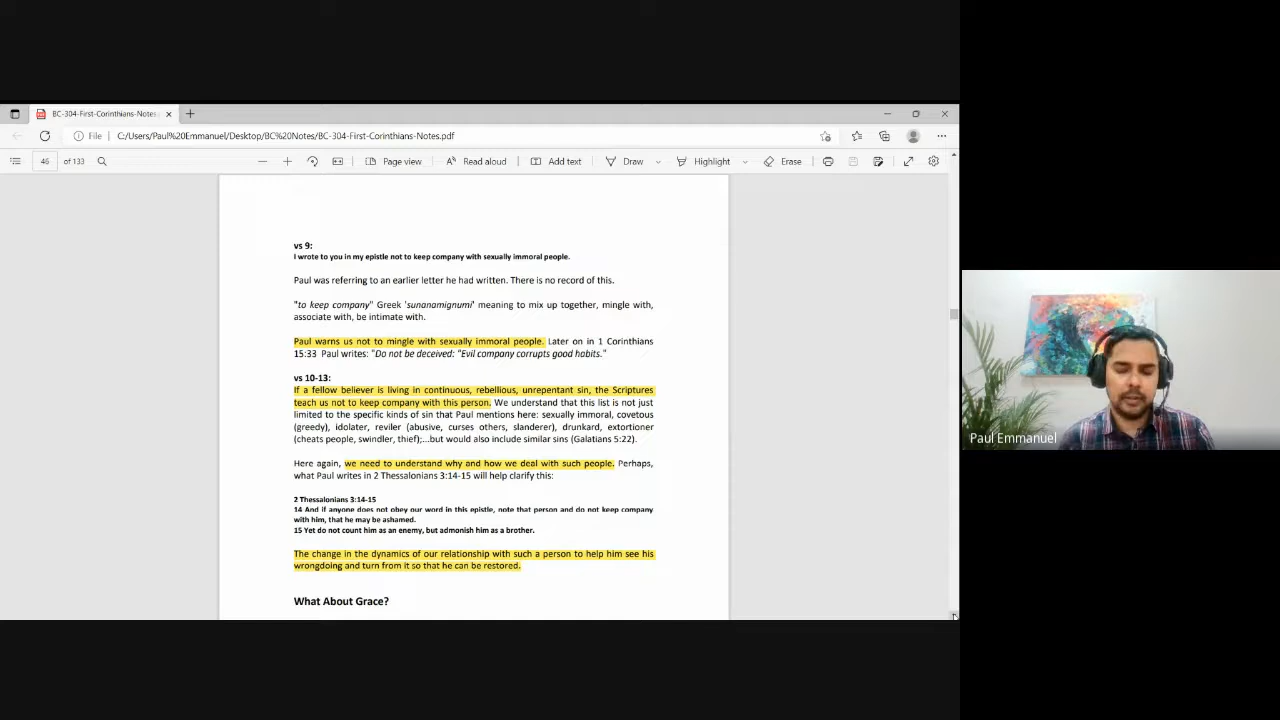 BC-304-First-Corinthians-Notes
File
C:/Users/Paul%20Emmanuel/Desktop/BC%20Notes/BC-304-First-Corinthians-Notes.pdf
46 of 133
Page view
Read aloud
Add text
Draw
Highlight
Erase
vs 9:
I wrote to you in my epistle not to keep company with sexually immoral people.
Paul was referring to an earlier letter he had written. There is no record of this.
"to keep company" Greek 'sunanamignumi' meaning to mix up together, mingle with,
associate with, be intimate with.
Paul warns us not to mingle with sexually immoral people. Later on in 1 Corinthians
15:33 Paul writes: "Do not be deceived: "Evil company corrupts good habits."
vs 10-13:
If a fellow believer is living in continuous, rebellious, unrepentant sin, the Scriptures
teach us not to keep company with this person. We understand that this list is not just
limited to the specific kinds of sin that Paul mentions here: sexually immoral, covetous
(greedy), idolater, reviler (abusive, curses others, slanderer), drunkard, extortioner
(cheats people, swindler, thief);...but would also include similar sins (Galatians 5:22).
Here again, we need to understand why and how we deal with such people. Perhaps,
what Paul writes in 2 Thessalonians 3:14-15 will help clarify this:
2 Thessalonians 3:14-15
14 And if anyone does not obey our word in this epistle, note that person and do not keep company
with him, that he may be ashamed.
15 Yet do not count him as an enemy, but admonish him as a brother.
The change in the dynamics of our relationship with such a person to help him see his
wrongdoing and turn from it so that he can be restored.
What About Grace?
Paul Emmanuel